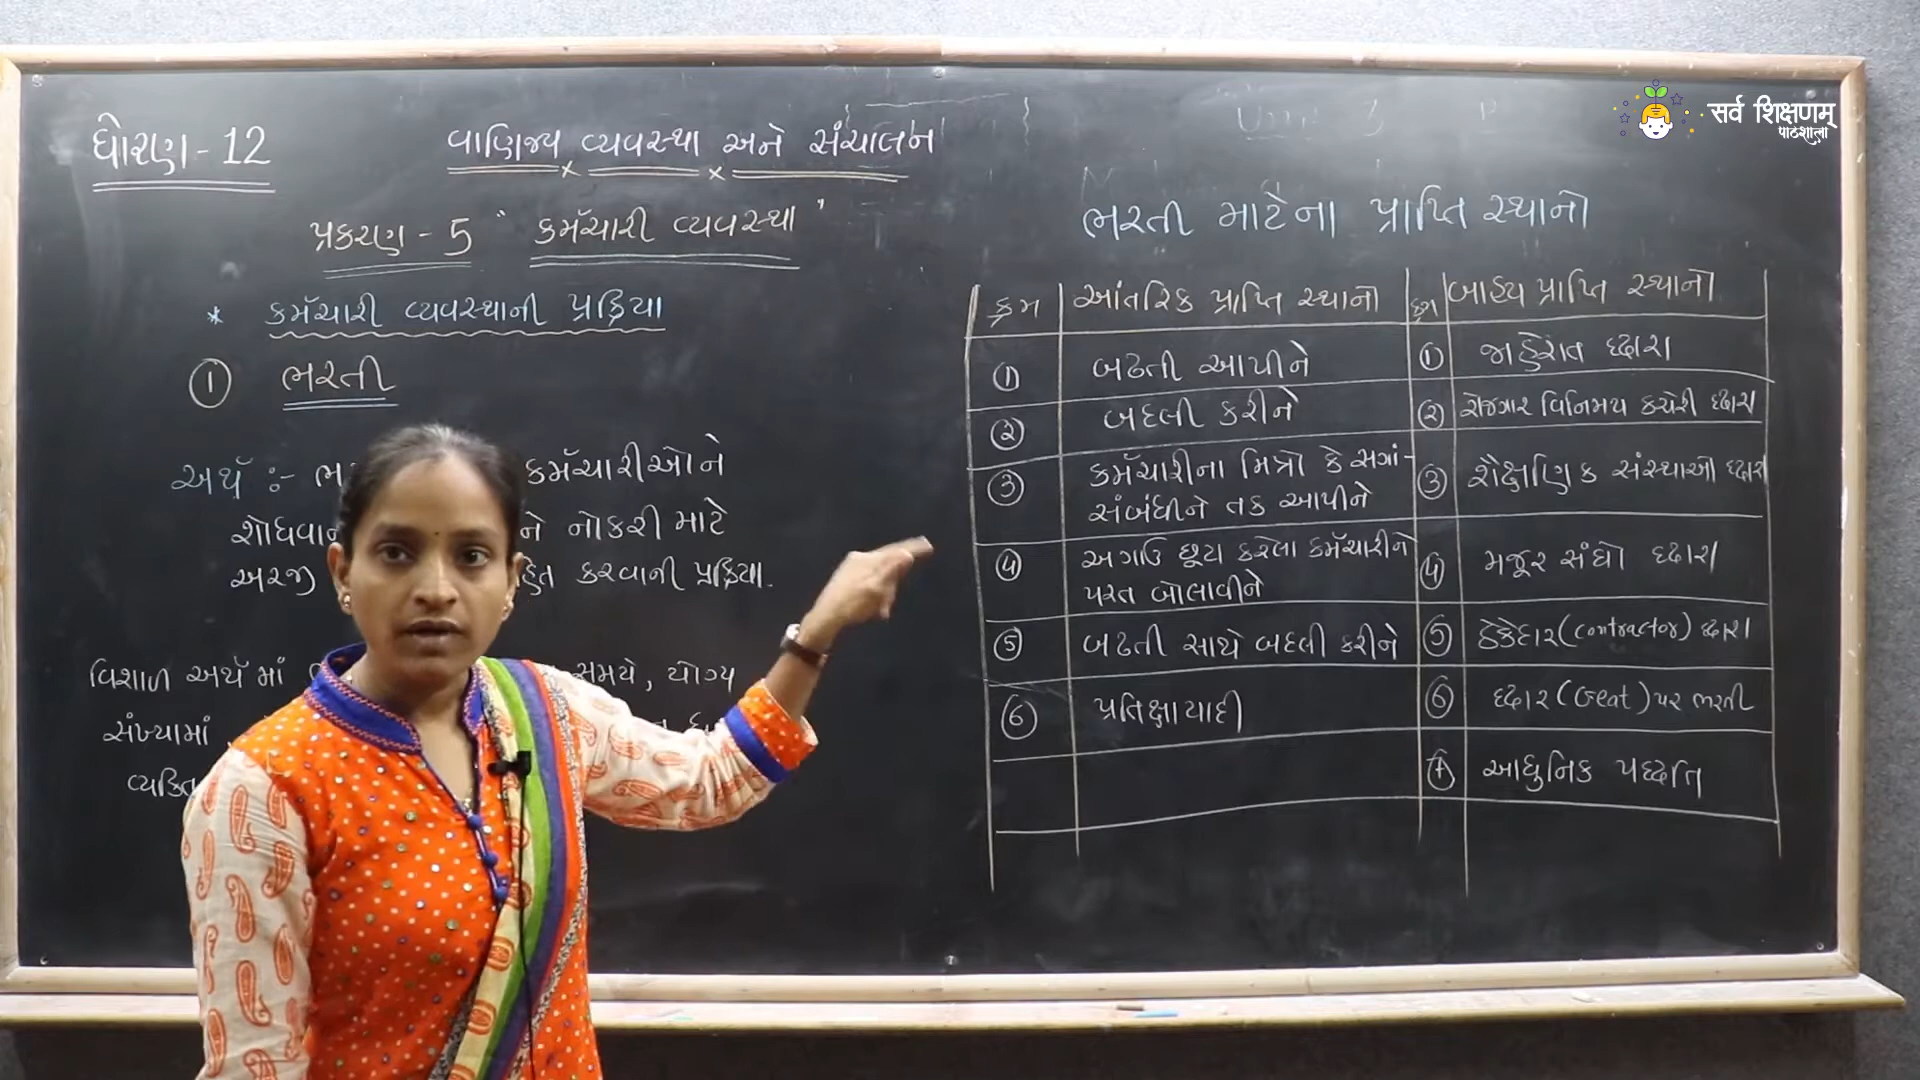 ધોરણ - 12
વાણિજ્ય વ્યવસ્થા અને સંચાલન
પ્રકરણ - 5 " કર્મચારી વ્યવસ્થા "
* કર્મચારી વ્યવસ્થાની પ્રક્રિયા
① ભરતી
અર્થ :- કર્મચારીઓને
નોકરી માટે
અરજી કરવાની પ્રક્રિયા.
વિશાળ અર્થમાં સમયે, યોગ્ય
સંખ્યામાં
सर्व शिक्षणम्
पाठशाला
ભરતી માટેના પ્રાપ્તિ સ્થાનો
ક્રમ આંતરિક પ્રાપ્તિ સ્થાનો ક્રમ બાહ્ય પ્રાપ્તિ સ્થાનો
① બઢતી આપીને ① જાહેરાત દ્વારા
② બદલી કરીને ② રોજગાર વિનિમય કચેરી દ્વારા
③ કર્મચારીના મિત્રો કે સગાં-
સંબંધીને તક આપીને ③ શૈક્ષણિક સંસ્થાઓ દ્વારા
④ અગાઉ છૂટા કરેલા કર્મચારીને
પરત બોલાવીને ④ મજૂર સંઘો દ્વારા
⑤ બઢતી સાથે બદલી કરીને ⑤ ઠેકેદાર (contractor) દ્વારા
⑥ પ્રતિક્ષાયાદી ⑥ દ્વાર (Geat) પર ભરતી
⑦ આધુનિક પદ્ધતિ